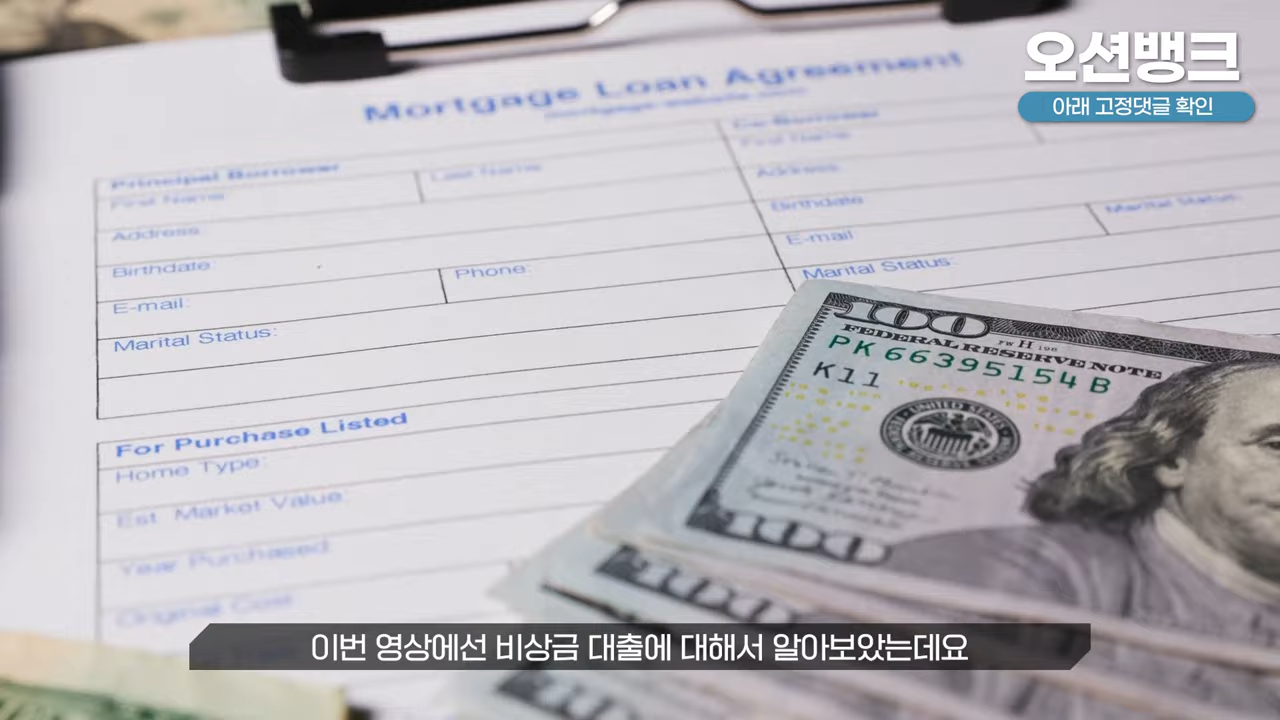 오션뱅크
아래 고정댓글 확인
Mortgage Loan Agreement
Principal Borrower
First Name
Last Name
Address
Birthdate:
E-mail:
Phone:
Marital Status:
Co-Borrower
First Name
Address
Birthdate
E-mail
Marital Status:
Marital Status:
For Purchase Listed
Home Type:
Est Market Value:
Year Purchased
Original Cost
100
FEDERAL RESERVE NOTE
PK 66395154 B
K11
UNITED STATES
100
100
이번 영상에선 비상금 대출에 대해서 알아보았는데요